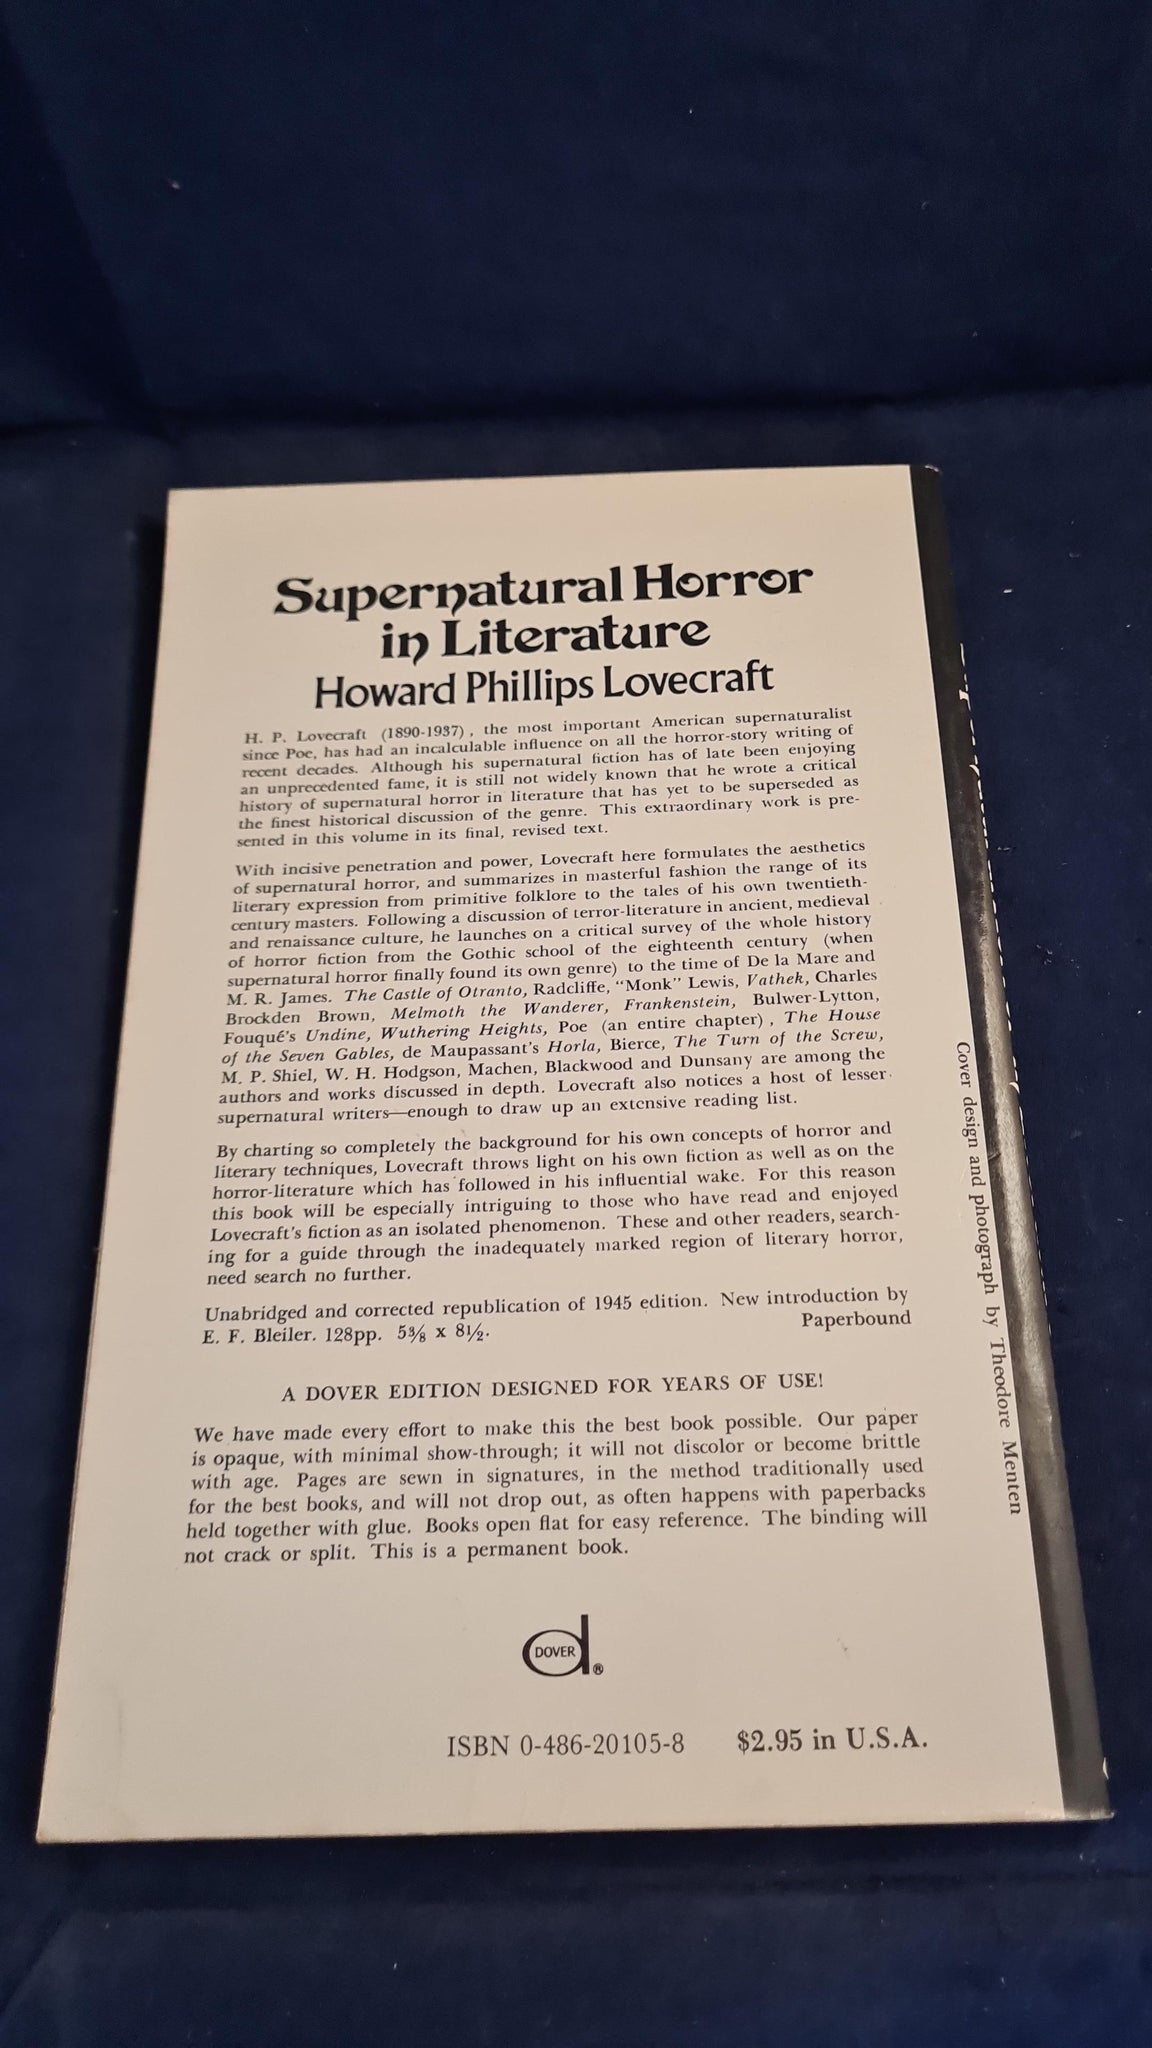 Supernatural Horror
in Literature
Howard Phillips Lovecraft
H. P. Lovecraft (1890-1937), the most important American supernaturalist
since Poe, has had an incalculable influence on all the horror-story writing of
recent decades. Although his supernatural fiction has of late been enjoying
an unprecedented fame, it is still not widely known that he wrote a critical
history of supernatural horror in literature that has yet to be superseded as
the finest historical discussion of the genre. This extraordinary work is pre-
sented in this volume in its final, revised text.
With incisive penetration and power, Lovecraft here formulates the aesthetics
of supernatural horror, and summarizes in masterful fashion the range of its
literary expression from primitive folklore to the tales of his own twentieth-
century masters. Following a discussion of terror-literature in ancient, medieval
and renaissance culture, he launches on a critical survey of the whole history
of horror fiction from the Gothic school of the eighteenth century (when
supernatural horror finally found its own genre) to the time of De la Mare and
M. R. James. The Castle of Otranto, Radcliffe, "Monk" Lewis, Vathek, Charles
Brockden Brown, Melmoth the Wanderer, Frankenstein, Bulwer-Lytton,
Fouqué's Undine, Wuthering Heights, Poe (an entire chapter), The House
of the Seven Gables, de Maupassant's Horla, Bierce, The Turn of the Screw,
M. P. Shiel, W. H. Hodgson, Machen, Blackwood and Dunsany are among the
authors and works discussed in depth. Lovecraft also notices a host of lesser
supernatural writers—enough to draw up an extensive reading list.
By charting so completely the background for his own concepts of horror and
literary techniques, Lovecraft throws light on his own fiction as well as on the
horror-literature which has followed in his influential wake. For this reason
this book will be especially intriguing to those who have read and enjoyed
Lovecraft's fiction as an isolated phenomenon. These and other readers, search-
ing for a guide through the inadequately marked region of literary horror,
need search no further.
Unabridged and corrected republication of 1945 edition. New introduction by
E. F. Bleiler. 128pp. 5⅜ x 8½. Paperbound
A DOVER EDITION DESIGNED FOR YEARS OF USE!
We have made every effort to make this the best book possible. Our paper
is opaque, with minimal show-through; it will not discolor or become brittle
with age. Pages are sewn in signatures, in the method traditionally used
for the best books, and will not drop out, as often happens with paperbacks
held together with glue. Books open flat for easy reference. The binding will
not crack or split. This is a permanent book.
DOVER ®
ISBN 0-486-20105-8 $2.95 in U.S.A.
Cover design and photograph by Theodore Menten